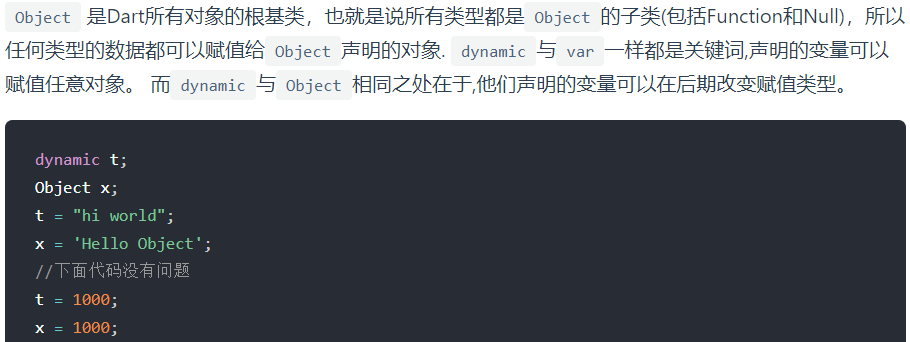 Object 是Dart所有对象的根基类，也就是说所有类型都是 Object 的子类(包括Function和Null)，所以
任何类型的数据都可以赋值给 Object 声明的对象. dynamic 与 var 一样都是关键词,声明的变量可以
赋值任意对象。 而 dynamic 与 Object 相同之处在于,他们声明的变量可以在后期改变赋值类型。
dynamic t;
Object x;
t = "hi world";
x = 'Hello Object';
//下面代码没有问题
t = 1000;
x = 1000;